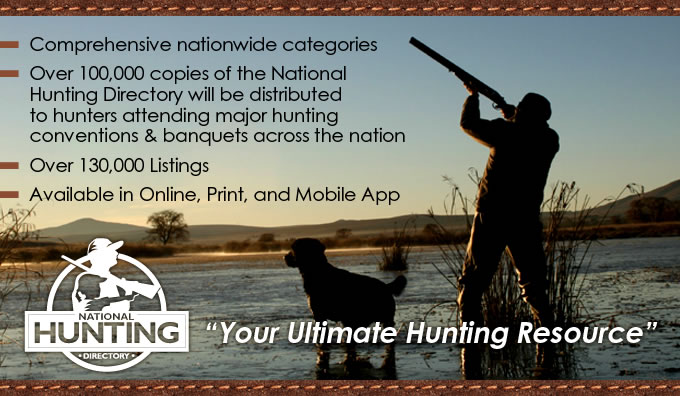 Comprehensive nationwide categories
Over 100,000 copies of the National
Hunting Directory will be distributed
to hunters attending major hunting
conventions & banquets across the nation
Over 130,000 Listings
Available in Online, Print, and Mobile App
NATIONAL
HUNTING
• DIRECTORY •
“Your Ultimate Hunting Resource”